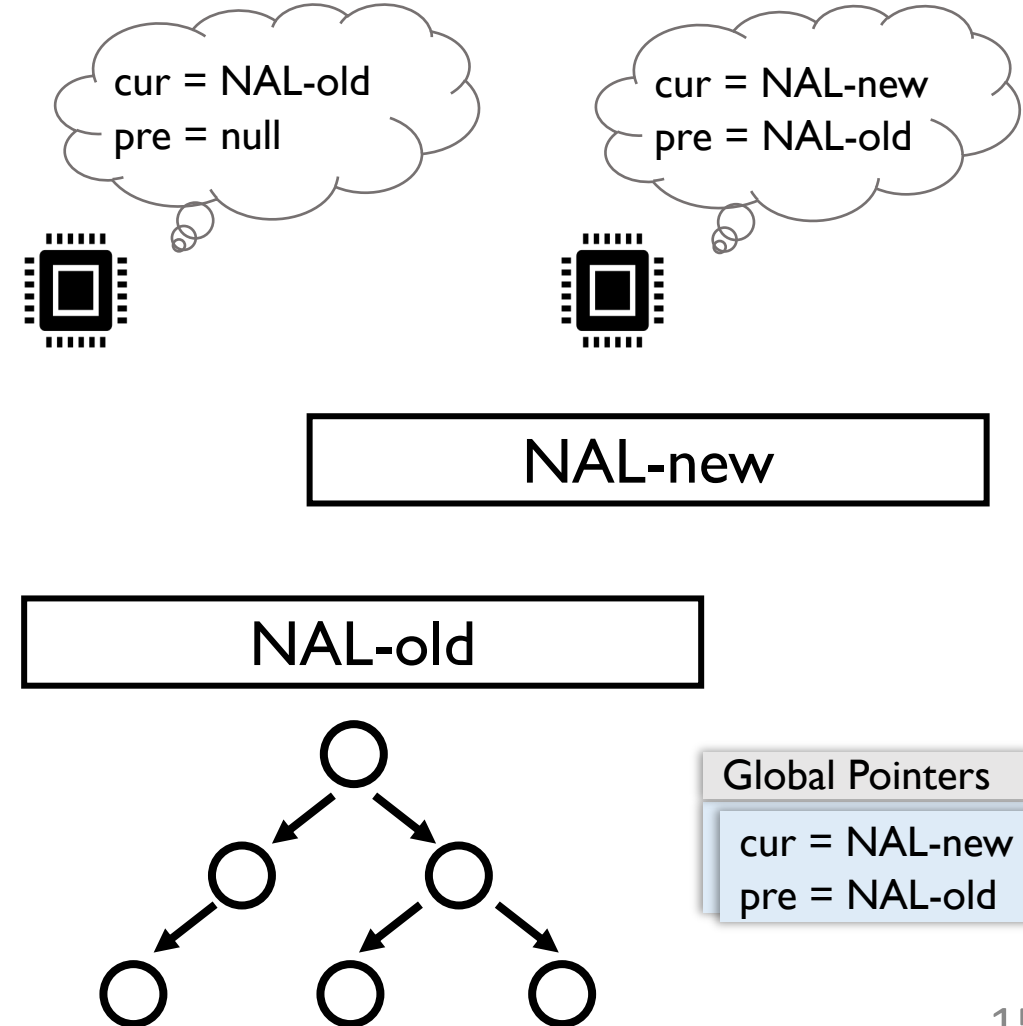 cur = NAL-old
pre = null
cur = NAL-new
pre = NAL-old
NAL-new
NAL-old
Global Pointers
cur = NAL-new
pre = NAL-old